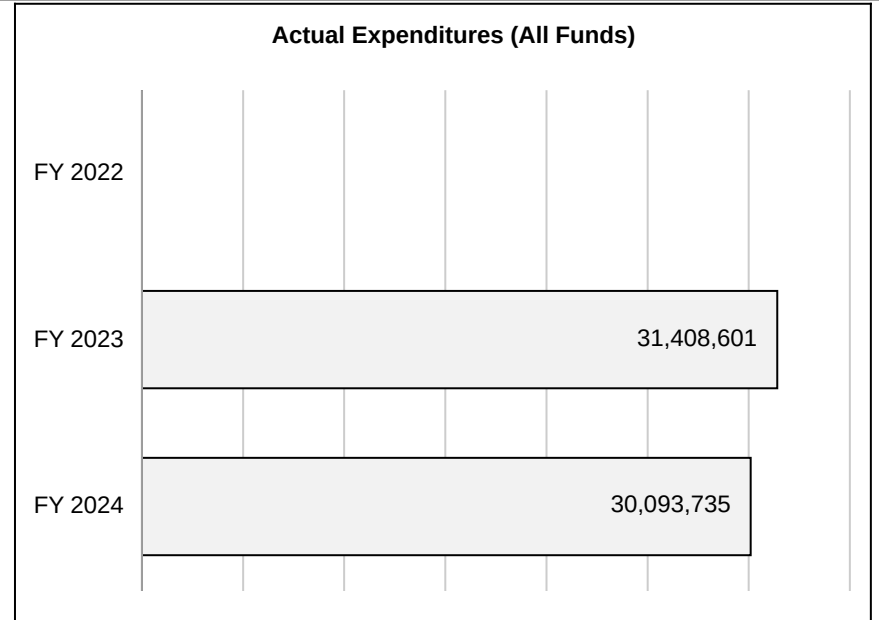 Actual Expenditures (All Funds)
FY 2022
FY 2023
31,408,601
FY 2024
30,093,735